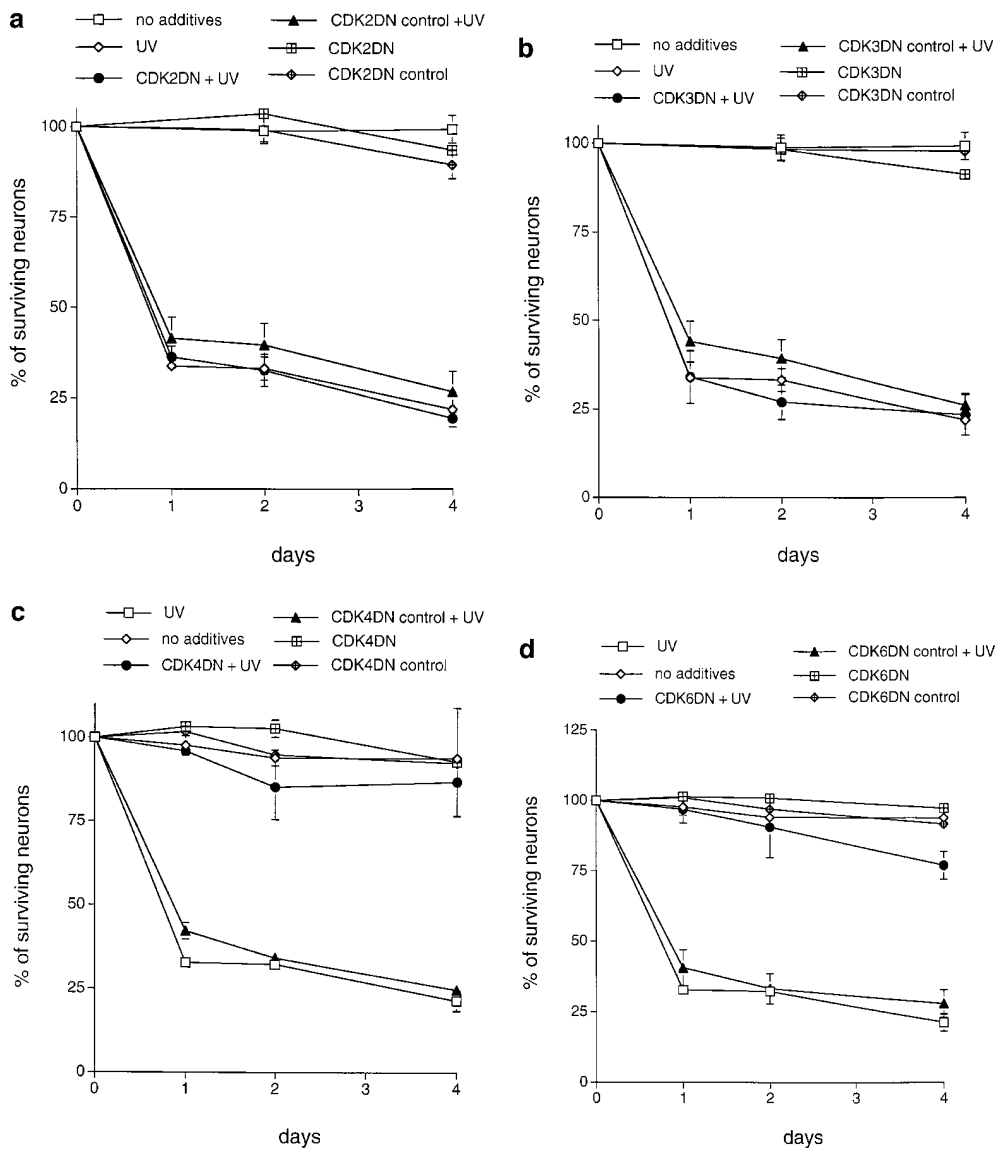 a
no additives
UV
CDK2DN + UV
CDK2DN control +UV
CDK2DN
CDK2DN control
100
75
50
25
0
% of surviving neurons
0 1 2 3 4
days
b
no additives
UV
CDK3DN + UV
CDK3DN control + UV
CDK3DN
CDK3DN control
100
75
50
25
0
% of surviving neurons
0 1 2 3 4
days
c
UV
no additives
CDK4DN + UV
CDK4DN control + UV
CDK4DN
CDK4DN control
100
75
50
25
0
% of surviving neurons
0 1 2 3 4
days
d
UV
no additives
CDK6DN + UV
CDK6DN control + UV
CDK6DN
CDK6DN control
125
100
75
50
25
0
% of surviving neurons
0 1 2 3 4
days